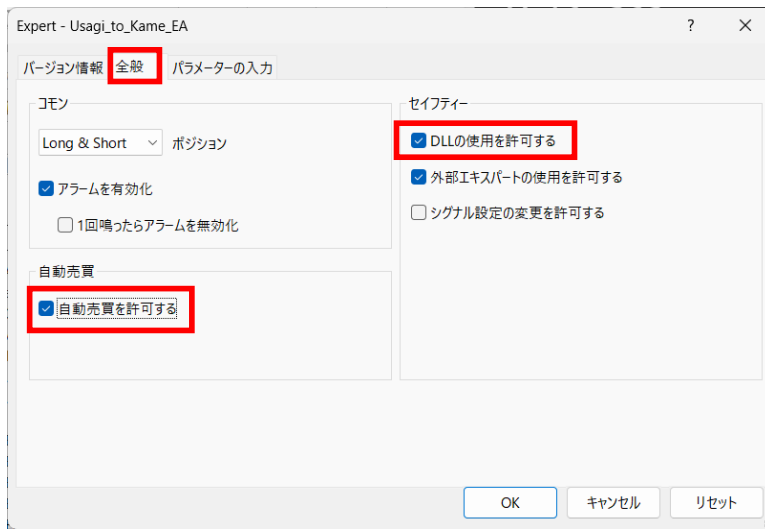 Expert - Usagi_to_Kame_EA
バージョン情報 全般 パラメーターの入力
コモン
Long & Short ポジション
アラームを有効化
1回鳴ったらアラームを無効化
自動売買
自動売買を許可する
セイフティー
DLLの使用を許可する
外部エキスパートの使用を許可する
シグナル設定の変更を許可する
OK キャンセル リセット